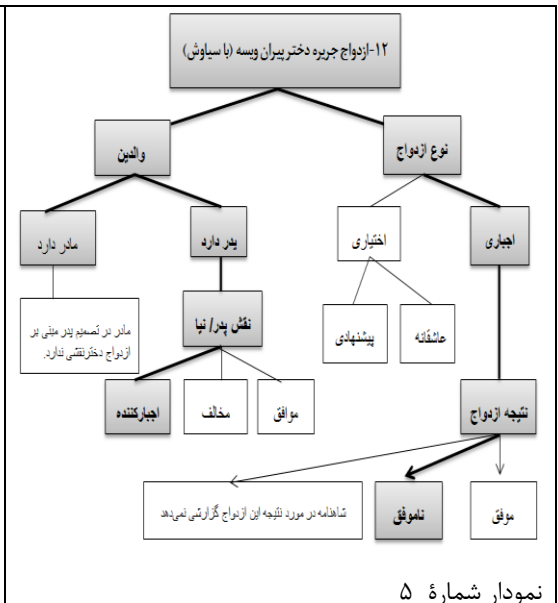 ۱۲-ازدواج جریره دختر پیران ویسه (با سیاوش)
نوع ازدواج
والدین
اجباری
اختیاری
پدر دارد
مادر دارد
عاشقانه
پیشنهادی
نقش پدر/ نیا
مادر در تصمیم پدر مبنی بر
ازدواج دخترنقشی ندارد.
موافق
مخالف
اجبارکننده
نتیجه ازدواج
موفق
ناموفق
شاهنامه در مورد نتیجه این ازدواج گزارشی نمی‌دهد
نمودار شمارۀ ۵